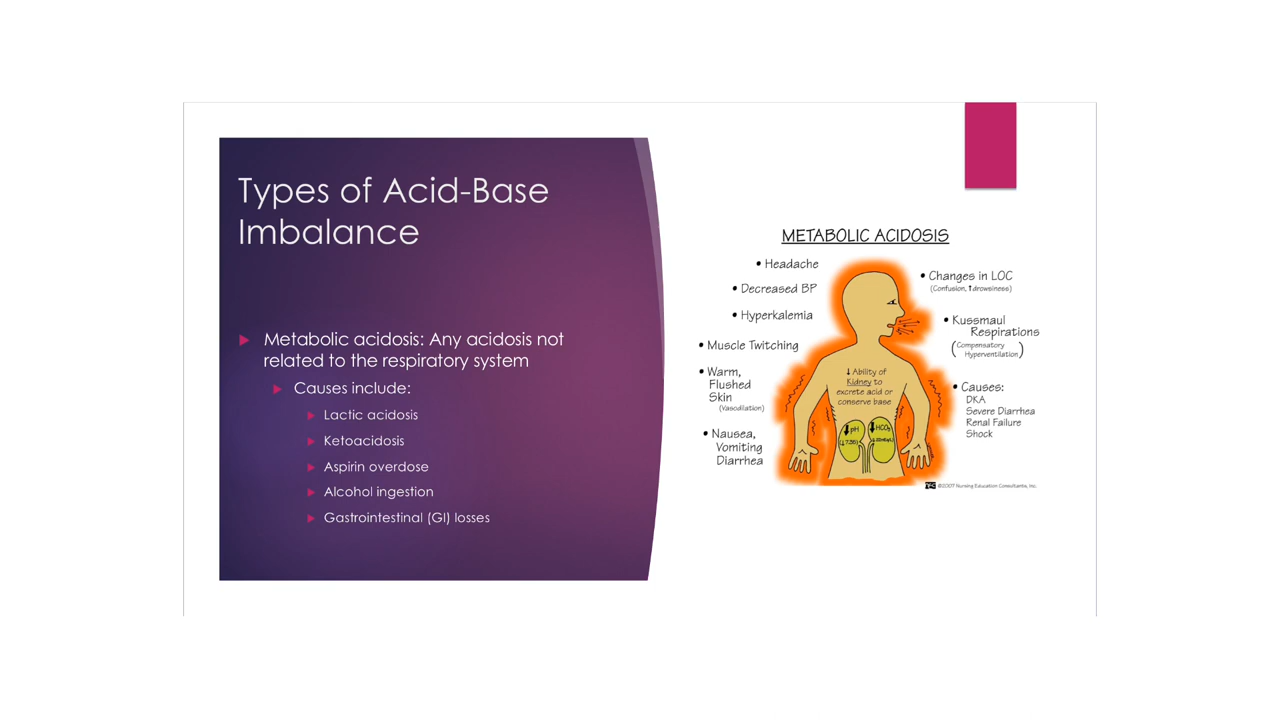 Types of Acid-Base
Imbalance
Metabolic acidosis: Any acidosis not
related to the respiratory system
Causes include:
Lactic acidosis
Ketoacidosis
Aspirin overdose
Alcohol ingestion
Gastrointestinal (GI) losses
METABOLIC ACIDOSIS
• Headache
• Decreased BP
• Hyperkalemia
• Muscle Twitching
• Warm,
Flushed
Skin
(Vasodilation)
• Nausea,
Vomiting
Diarrhea
↓ Ability of
Kidney to
excrete acid or
conserve base
↓pH
↓HCO₃
• Changes in LOC
(Confusion, ↑drowsiness)
• Kussmaul
Respirations
(Compensatory
Hyperventilation)
• Causes:
DKA
Severe Diarrhea
Renal Failure
Shock
©2007 Nursing Education Consultants, Inc.